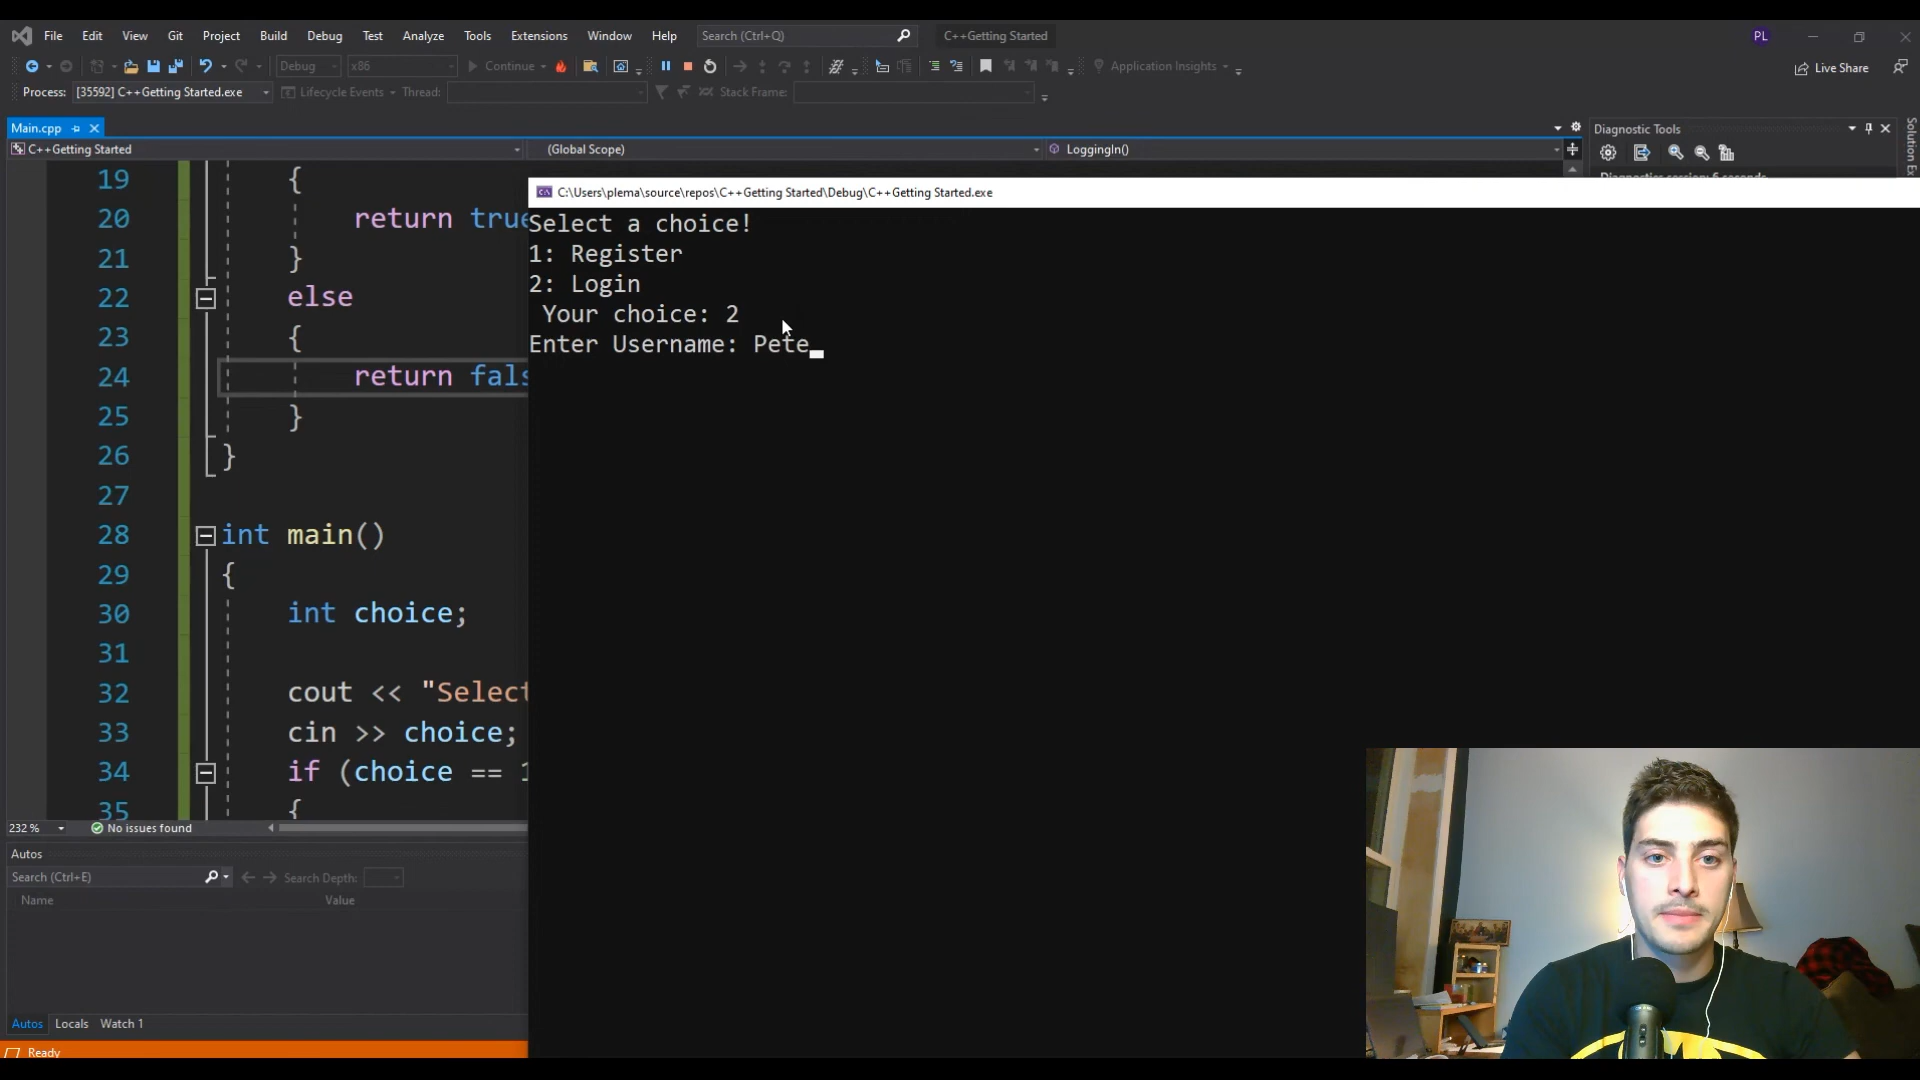 File Edit View Git Project Build Debug Test Analyze Tools Extensions Window Help Search (Ctrl+Q) C++Getting Started PL
Debug x86 Continue Application Insights Live Share
Process: [35592] C++Getting Started.exe Lifecycle Events Thread: Stack Frame:
Main.cpp Diagnostic Tools
C++Getting Started (Global Scope) LoggingIn()
C:\Users\plema\source\repos\C++Getting Started\Debug\C++Getting Started.exe
Select a choice!
1: Register
2: Login
Your choice: 2
Enter Username: Pete
19 {
20 return true
21 }
22 else
23 {
24 return fals
25 }
26 }
27
28 int main()
29 {
30 int choice;
31
32 cout << "Select
33 cin >> choice;
34 if (choice == 1
35 {
232 % No issues found
Autos
Search (Ctrl+E) Search Depth:
Name Value
Autos Locals Watch 1
Ready